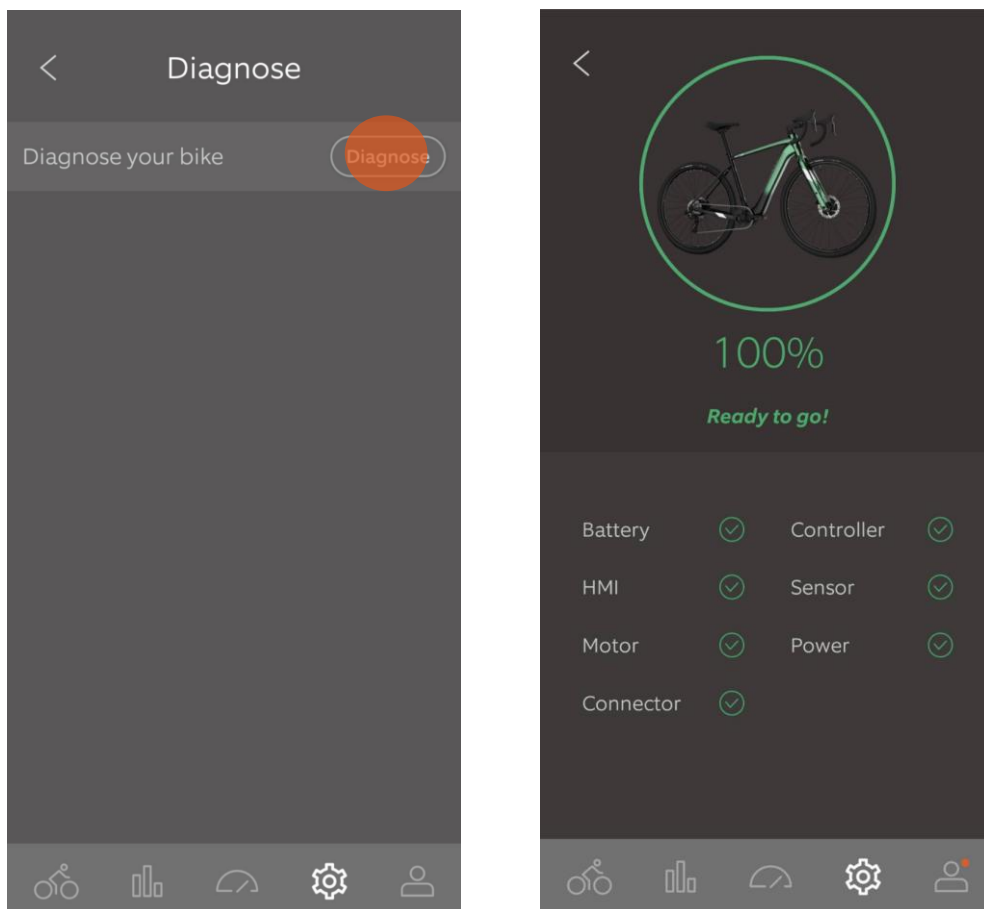 Diagnose
Diagnose your bike
Diagnose
100%
Ready to go!
Battery
Controller
HMI
Sensor
Motor
Power
Connector